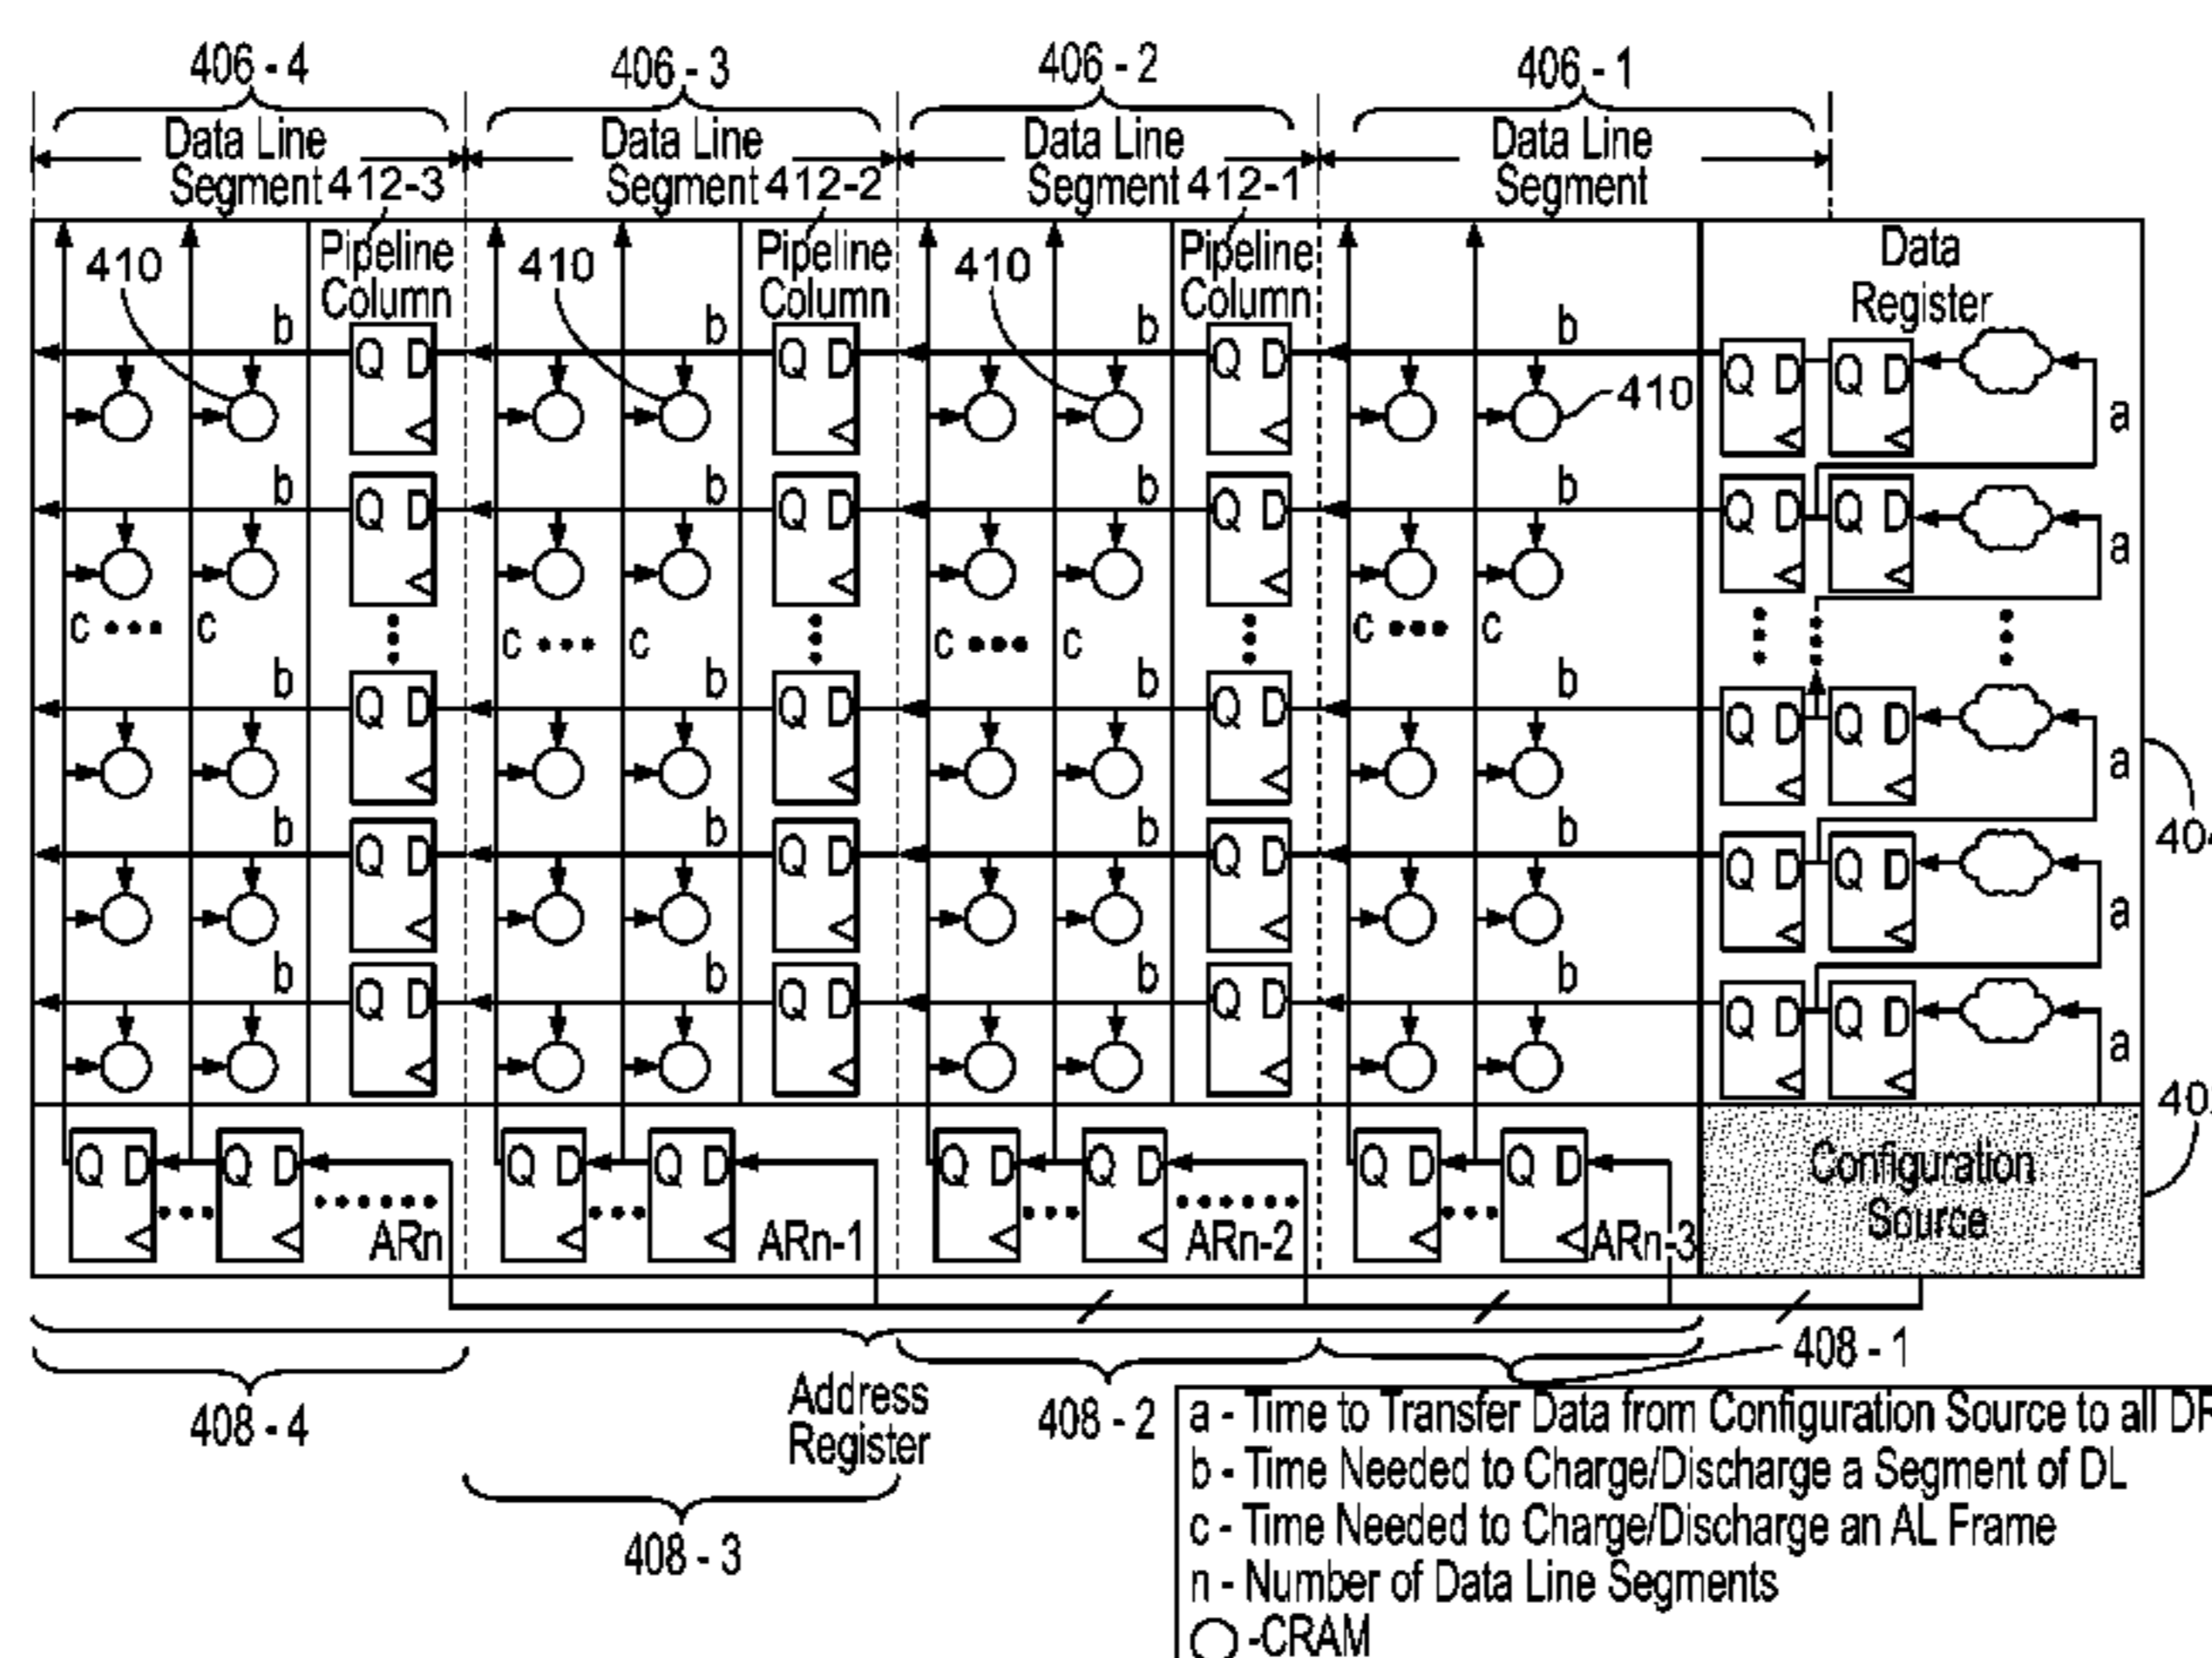 406 - 4 406 - 3 406 - 2 406 - 1
Data Line Data Line Data Line Data Line
Segment 412-3 Segment 412-2 Segment 412-1 Segment
410 Pipeline Column 410 Pipeline Column 410 Pipeline Column Data Register
b b b b
Q D Q D Q D Q D Q D a
410
b b b b
Q D Q D Q D Q D Q D a
c ••• c c ••• c c ••• c c ••• c
b b b b
Q D Q D Q D Q D Q D a
404
b b b b
Q D Q D Q D Q D Q D a
b b b b
Q D Q D Q D Q D Q D a
Q D Q D Q D Q D Q D Q D Q D Q D Configuration
ARn ARn-1 ARn-2 ARn-3 Source
408 - 1
408 - 4 Address Register 408 - 2
408 - 3
a - Time to Transfer Data from Configuration Source to all DR
b - Time Needed to Charge/Discharge a Segment of DL
c - Time Needed to Charge/Discharge an AL Frame
n - Number of Data Line Segments
-CRAM